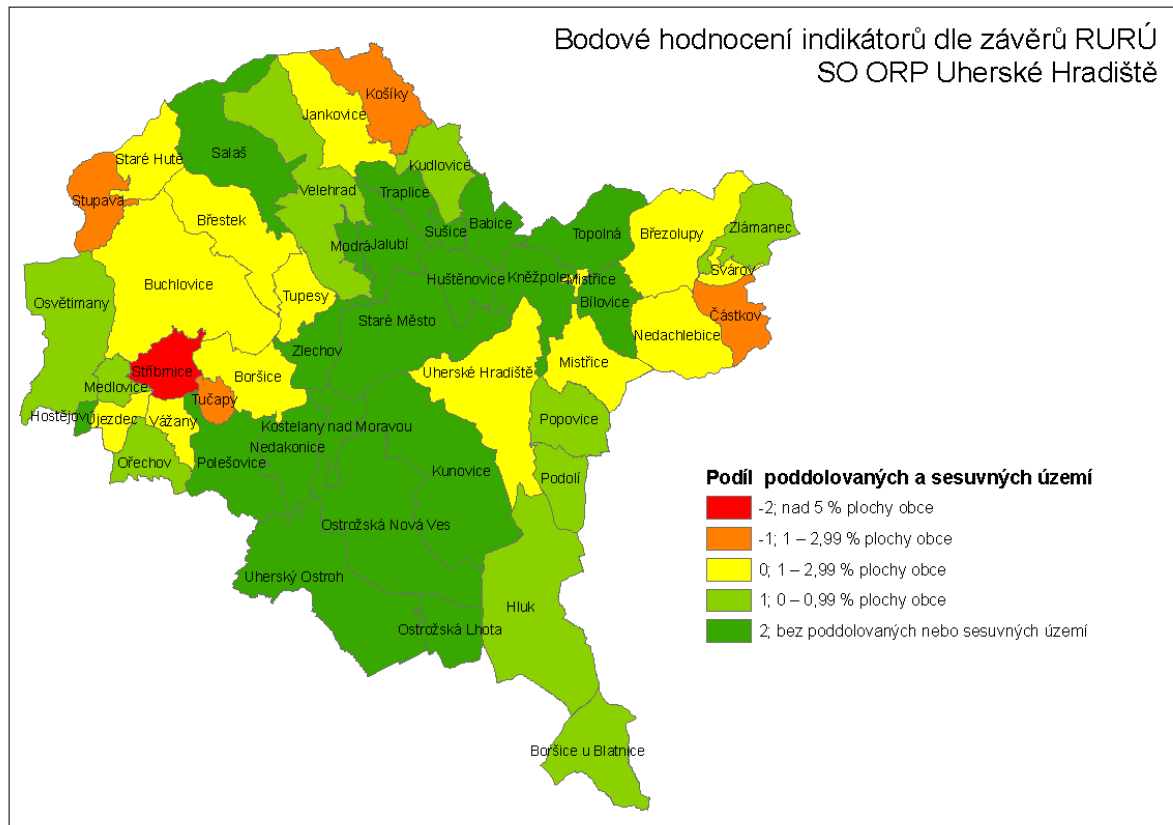 Bodové hodnocení indikátorů dle závěrů RURÚ
SO ORP Uherské Hradiště
Košíky
Jankovice
Staré Hutě
Salaš
Kudlovice
Stupava
Velehrad
Traplice
Břestek
Sušice
Babice
Topolná
Březolupy
Zlámanec
Modrá
Jalubí
Svárov
Huštěnovice
Kněžpole
Mistřice
Bílovice
Buchlovice
Tupesy
Osvětimany
Částkov
Staré Město
Nedachlebice
Zlechov
Mistřice
Stříbrnice
Boršice
Uherské Hradiště
Medlovice
Tučapy
Hostějov
Újezdec
Vážany
Popovice
Kostelany nad Moravou
Nedakonice
Ořechov
Polešovice
Kunovice
Podolí
Ostrožská Nová Ves
Uherský Ostroh
Hluk
Ostrožská Lhota
Boršice u Blatnice
Podíl poddolovaných a sesuvných území
-2; nad 5 % plochy obce
-1; 1 – 2,99 % plochy obce
0; 1 – 2,99 % plochy obce
1; 0 – 0,99 % plochy obce
2; bez poddolovaných nebo sesuvných území